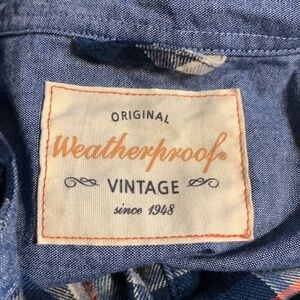 ORIGINAL
Weatherproof®
VINTAGE
since 1948